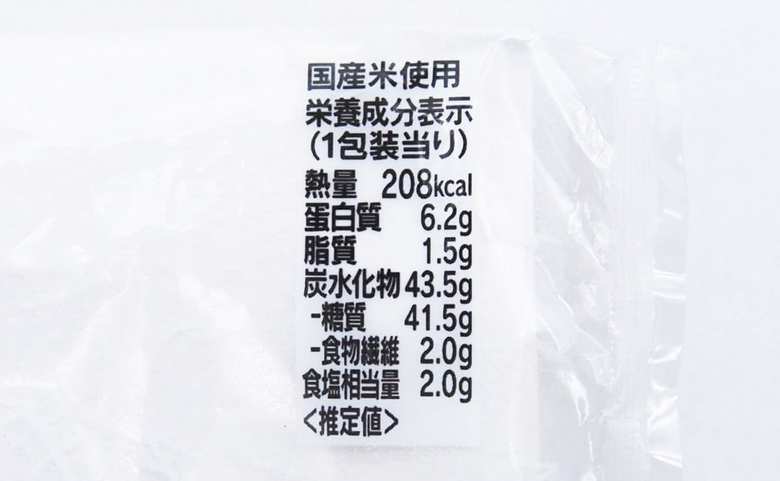 国産米使用
栄養成分表示
(1包装当り)
熱量 208kcal
蛋白質 6.2g
脂質 1.5g
炭水化物 43.5g
-糖質 41.5g
-食物繊維 2.0g
食塩相当量 2.0g
<推定値>